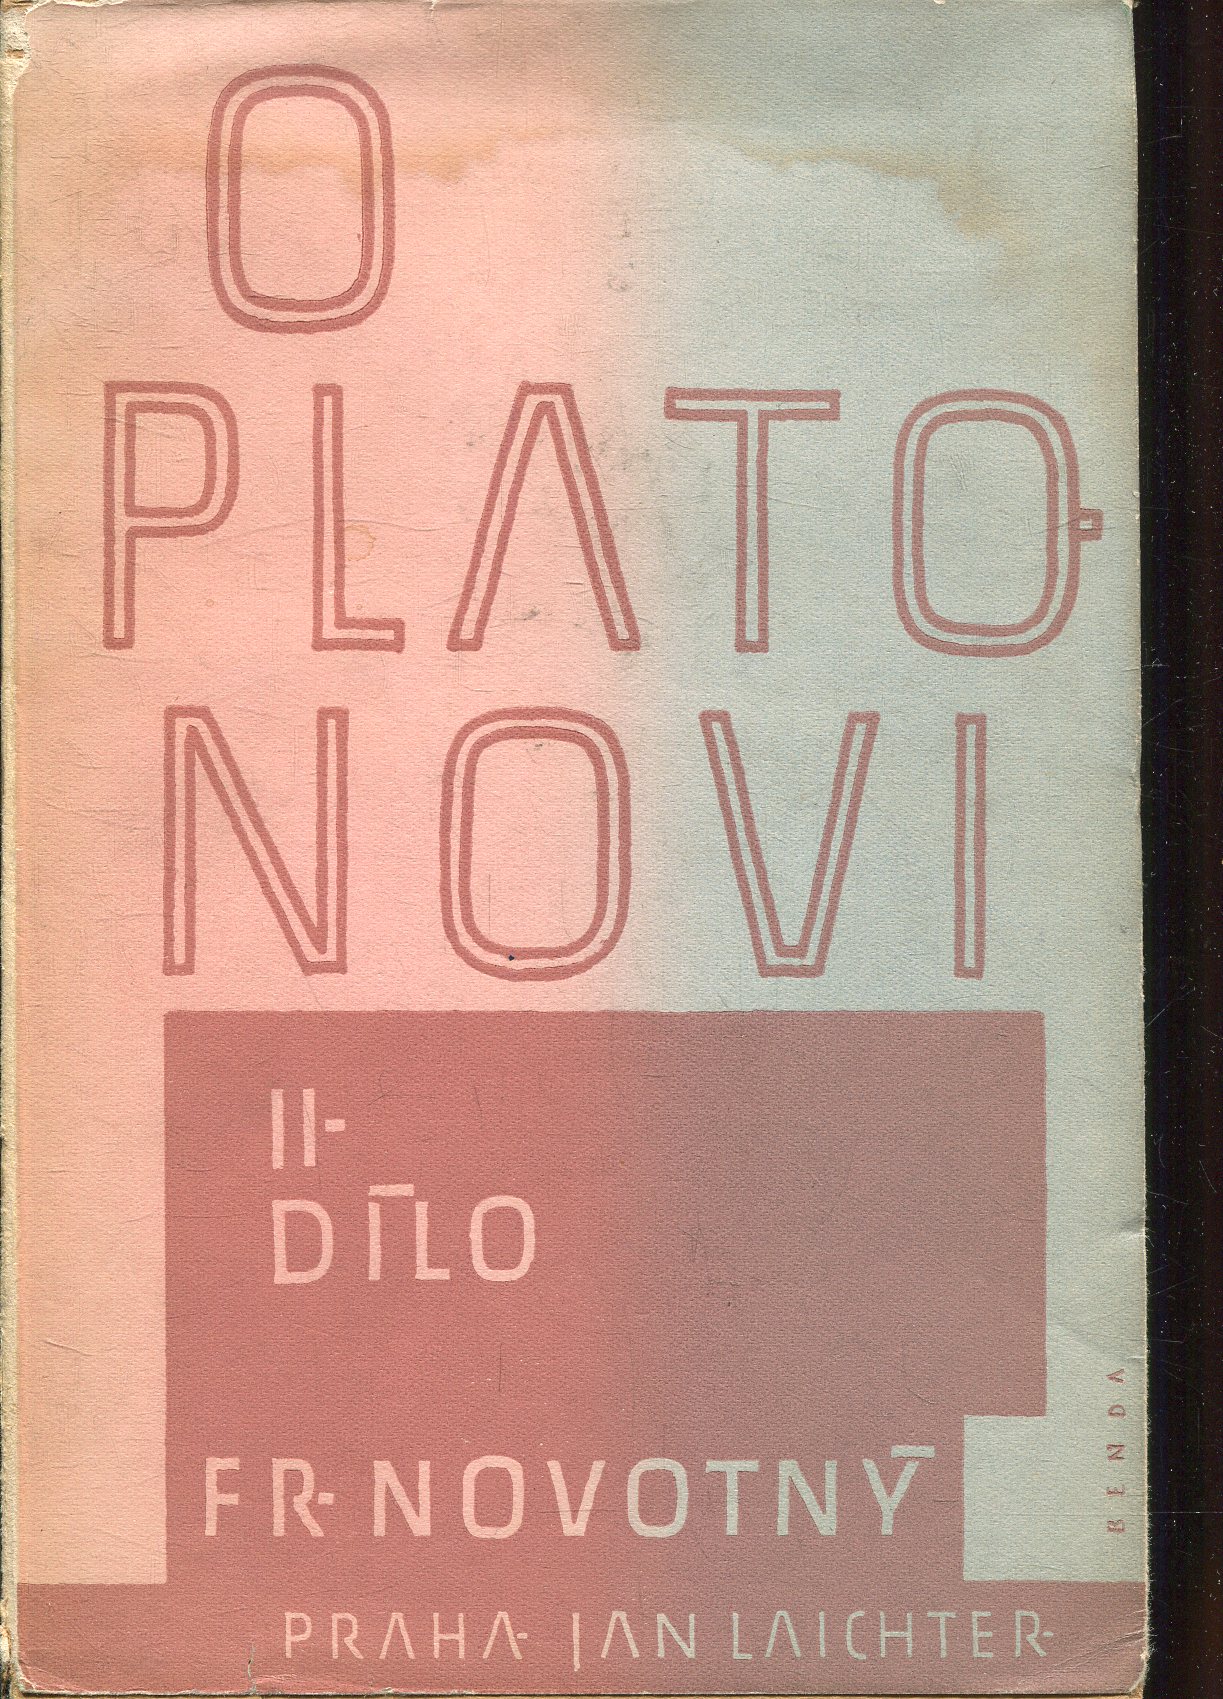 O
PLATO-
NOVI
II·
DÍLO
FR· NOVOTNÝ
PRAHA· JAN LAICHTER·
BENDA